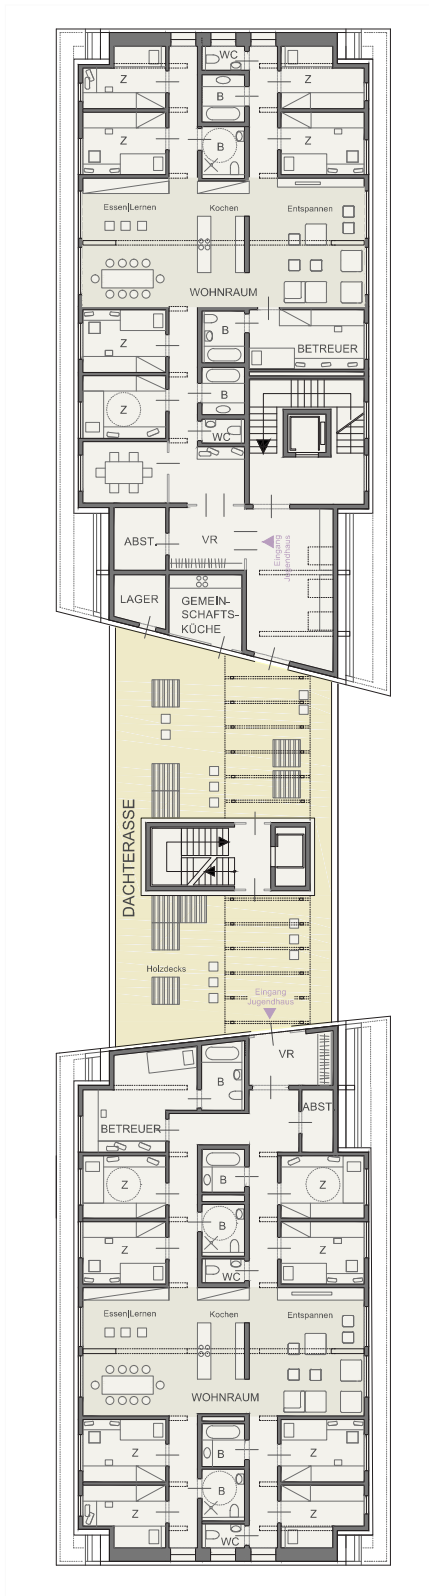 WC
Z
Z
B
Z
Z
B
Essen|Lernen
Kochen
Entspannen
WOHNRAUM
Z
B
BETREUER
Z
B
WC
ABST.
VR
Eingang
Jugendhaus
LAGER
GEMEIN-
SCHAFTS-
KÜCHE
DACHTERASSE
Holzdecks
Eingang
Jugendhaus
VR
B
ABST.
BETREUER
Z
B
Z
B
Z
Z
WC
Essen|Lernen
Kochen
Entspannen
WOHNRAUM
Z
B
Z
B
Z
Z
WC